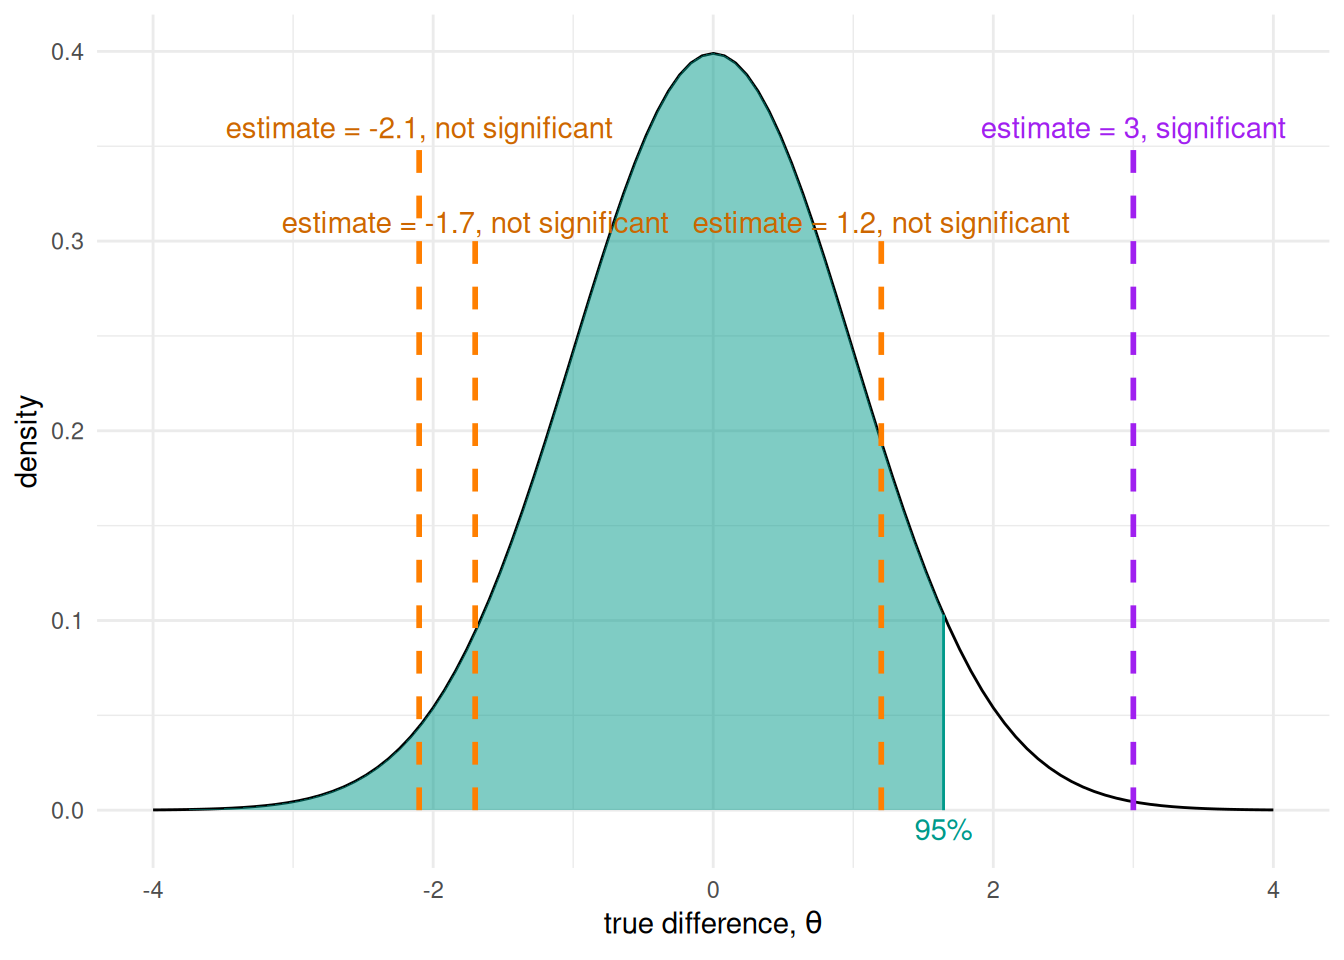 0.4
estimate = -2.1, not significant
estimate = 3, significant
estimate = -1.7, not significant
estimate = 1.2, not significant
0.3
density
0.2
0.1
0.0
95%
-4
-2
0
2
4
true difference, θ